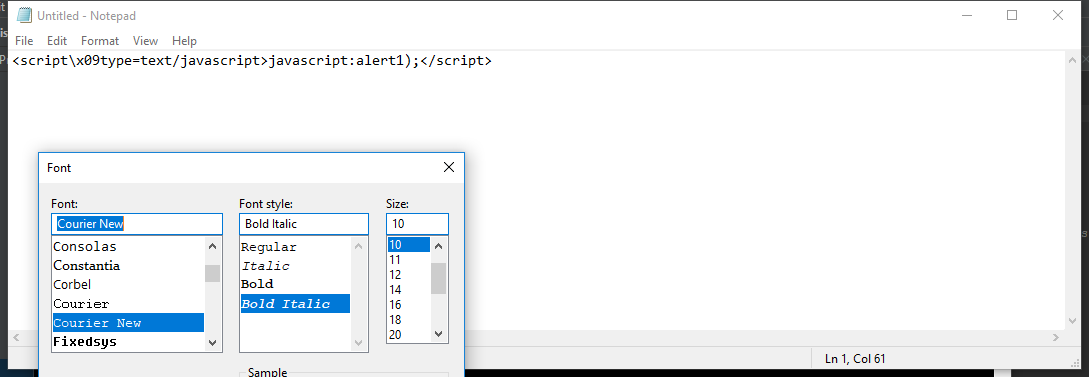 Untitled - Notepad
File Edit Format View Help
<script\x09type=text/javascript>javascript:alert1);</script>
Font
Font: Font style: Size:
Courier New Bold Italic 10
Consolas Regular 10
Constantia Italic 11
Corbel Bold 12
Courier Bold Italic 14
Courier New 16
Fixedsys 18
20
Sample
Ln 1, Col 61